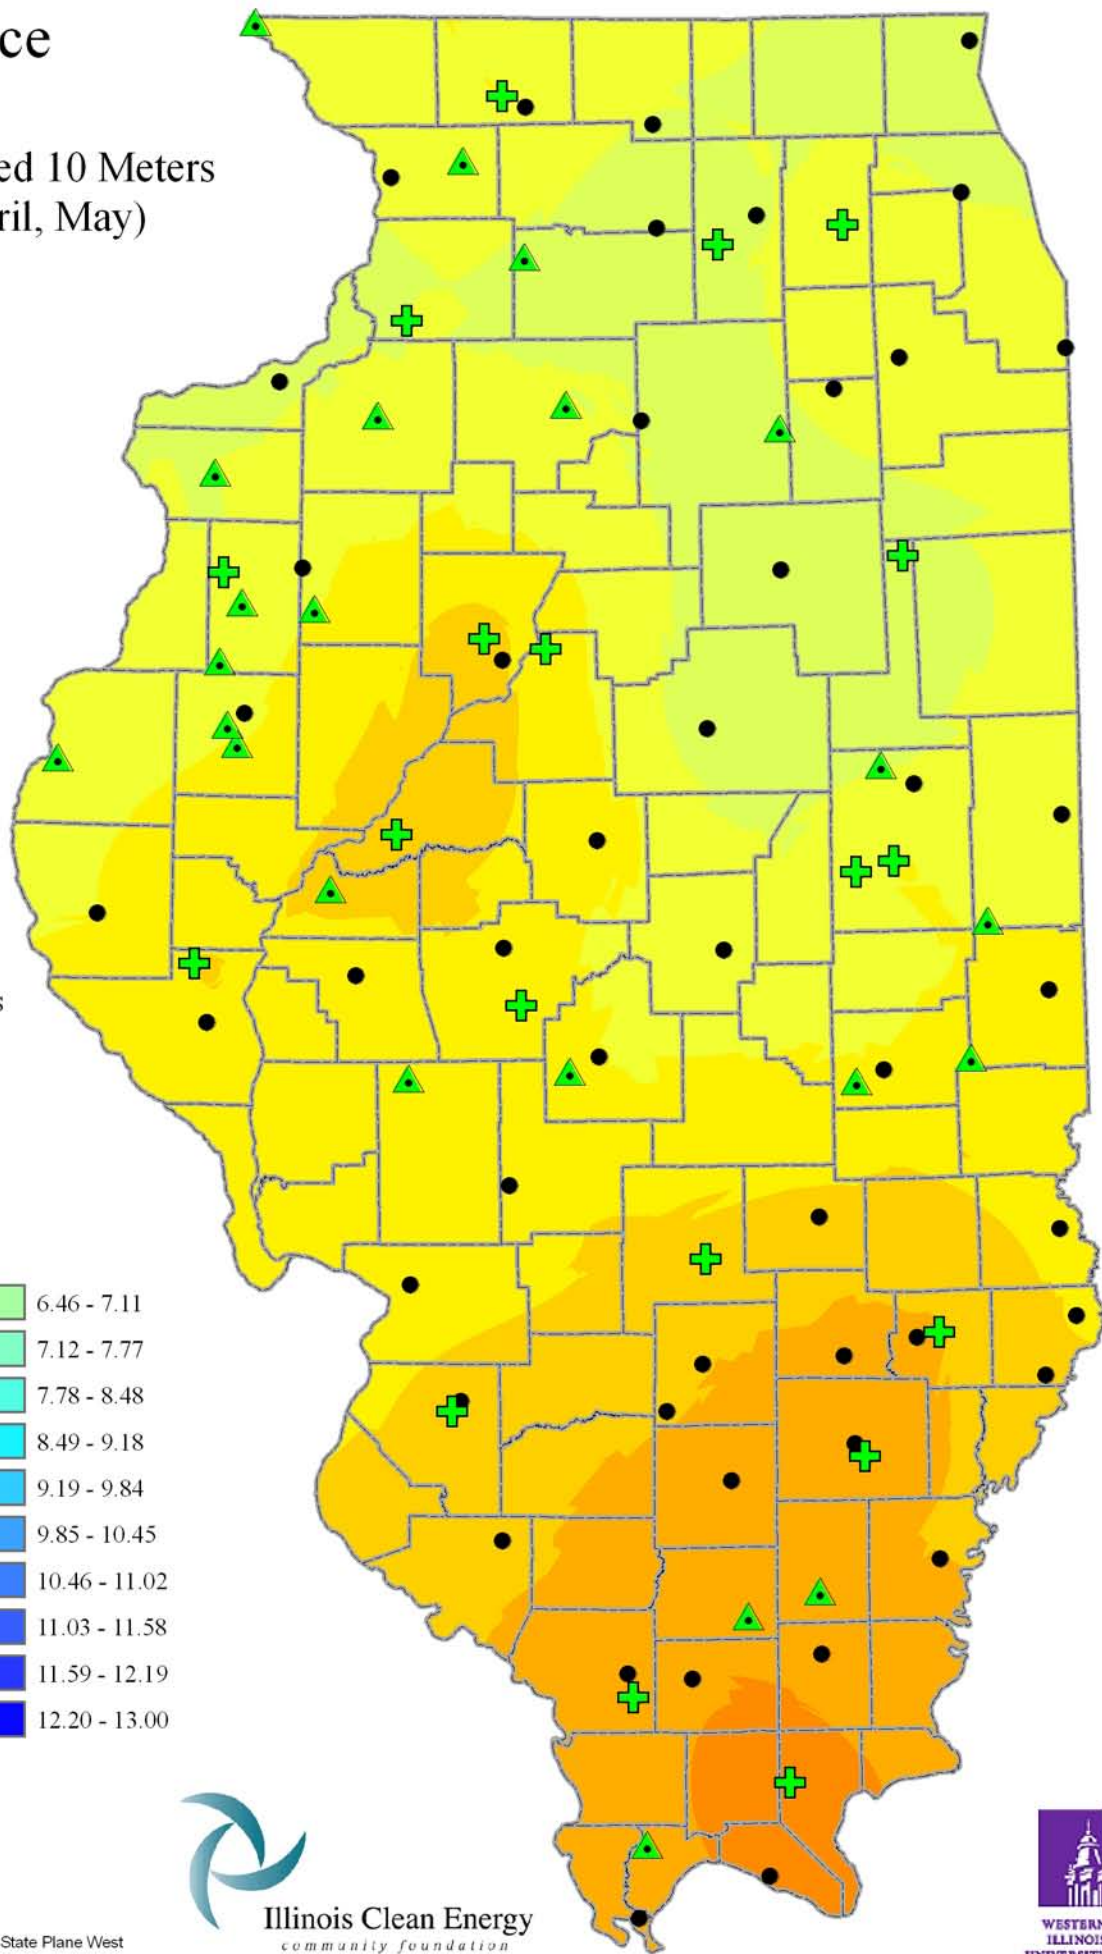 ce
ed 10 Meters
ril, May)
s
6.46 - 7.11
7.12 - 7.77
7.78 - 8.48
8.49 - 9.18
9.19 - 9.84
9.85 - 10.45
10.46 - 11.02
11.03 - 11.58
11.59 - 12.19
12.20 - 13.00
Illinois Clean Energy
community foundation
State Plane West
WESTERN
ILLINOIS